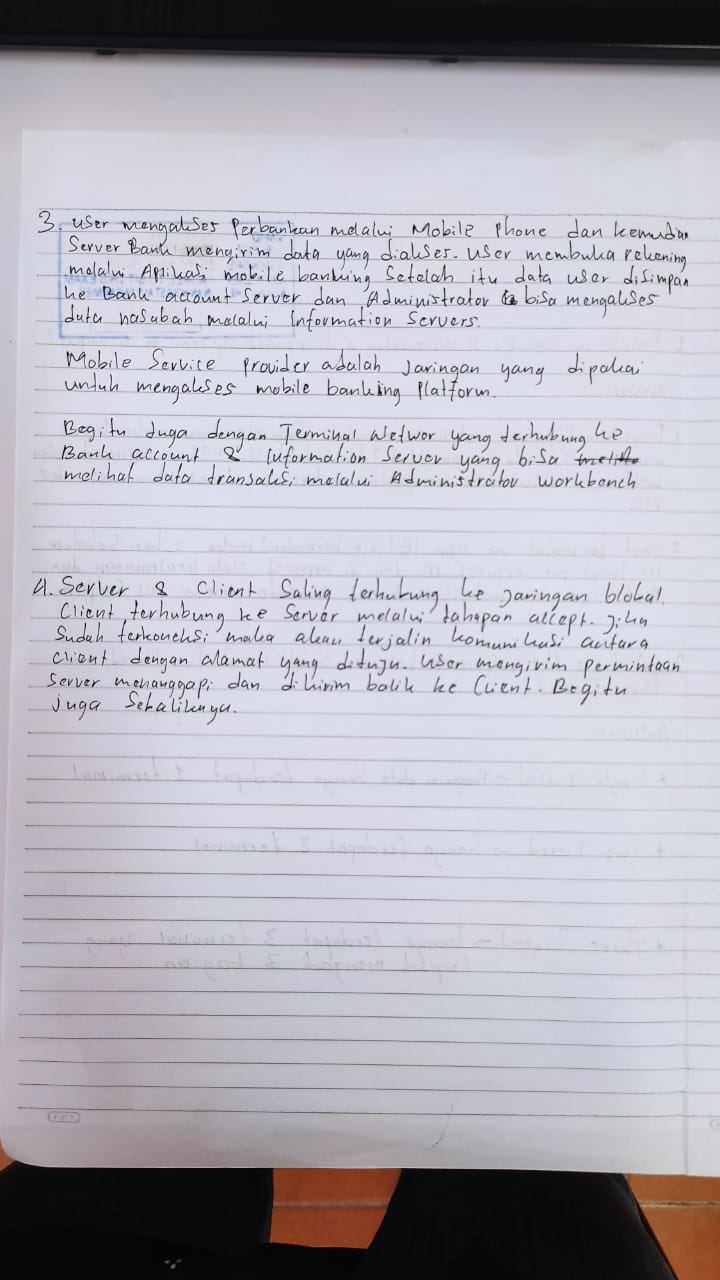 3. User mengakses Perbankan melalui Mobile Phone dan kemudian
Server Bank mengirim data yang diakses. User membuka rekening
melalui Aplikasi mobile banking Setelah itu data user disimpan
ke Bank account Server dan Administrator bisa mengakses
data nasabah melalui Information Servers.
Mobile Service provider adalah Jaringan yang dipakai
untuk mengakses mobile banking Platform.
Begitu Juga dengan Terminal Networ yang terhubung ke
Bank account & Information Server yang bisa
melihat data transaksi melalui Administrator workbench
4. Server & Client Saling terhubung ke Jaringan Blokal.
Client terhubung ke Server melalui tahapan accept. Jika
Sudah terkoneksi maka akan terjalin komunikasi antara
client dengan alamat yang dituju. User mengirim permintaan
Server menanggapi dan dikirim balik ke Client. Begitu
juga Sebaliknya.